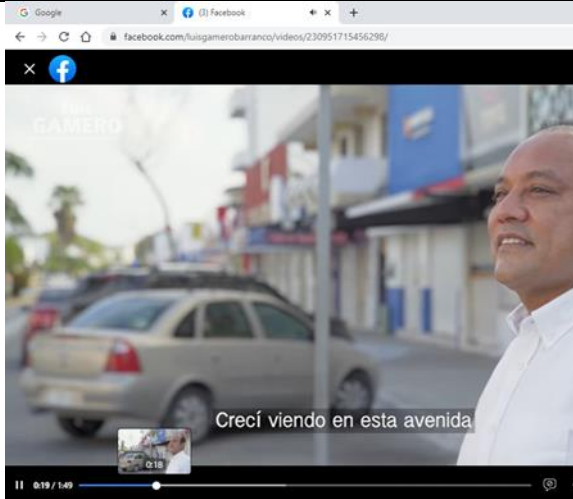 Google
(3) Facebook
facebook.com/luisgamerobarranco/videos/230951715456298/
GAMERO
Crecí viendo en esta avenida
0:18
0:19 / 1:49